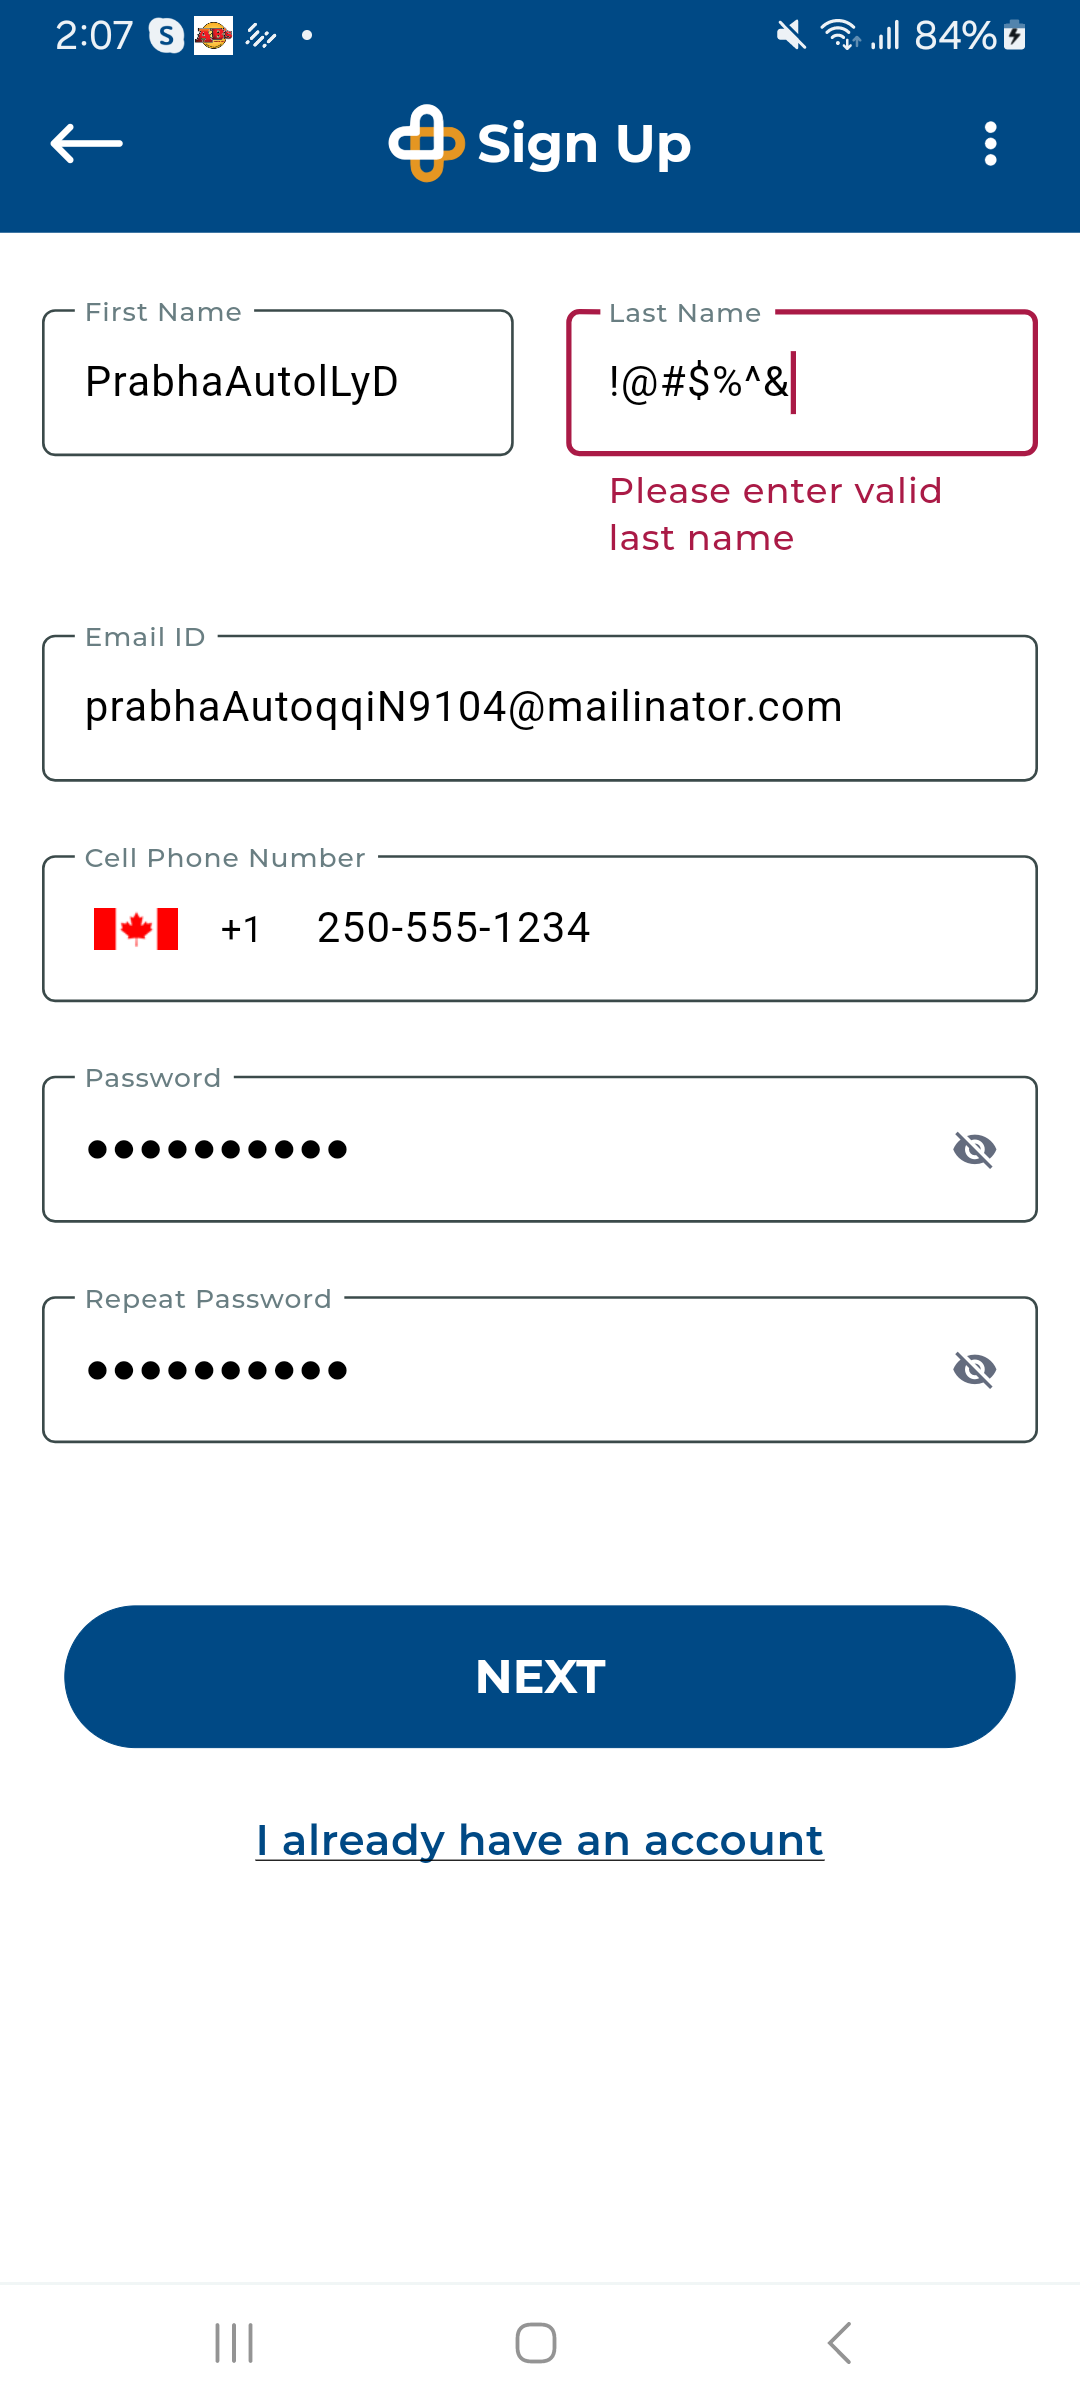 2:07 S 84%
Sign Up
First Name
PrabhaAutolLyD
Last Name
!@#$%^&
Please enter valid
last name
Email ID
prabhaAutoqqiN9104@mailinator.com
Cell Phone Number
+1 250-555-1234
Password
●●●●●●●●●●
Repeat Password
●●●●●●●●●●
NEXT
I already have an account